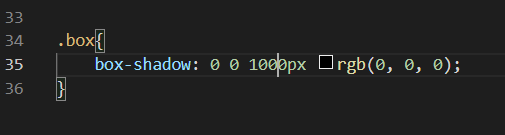 33
34 .box{
35 box-shadow: 0 0 1000px rgb(0, 0, 0);
36 }